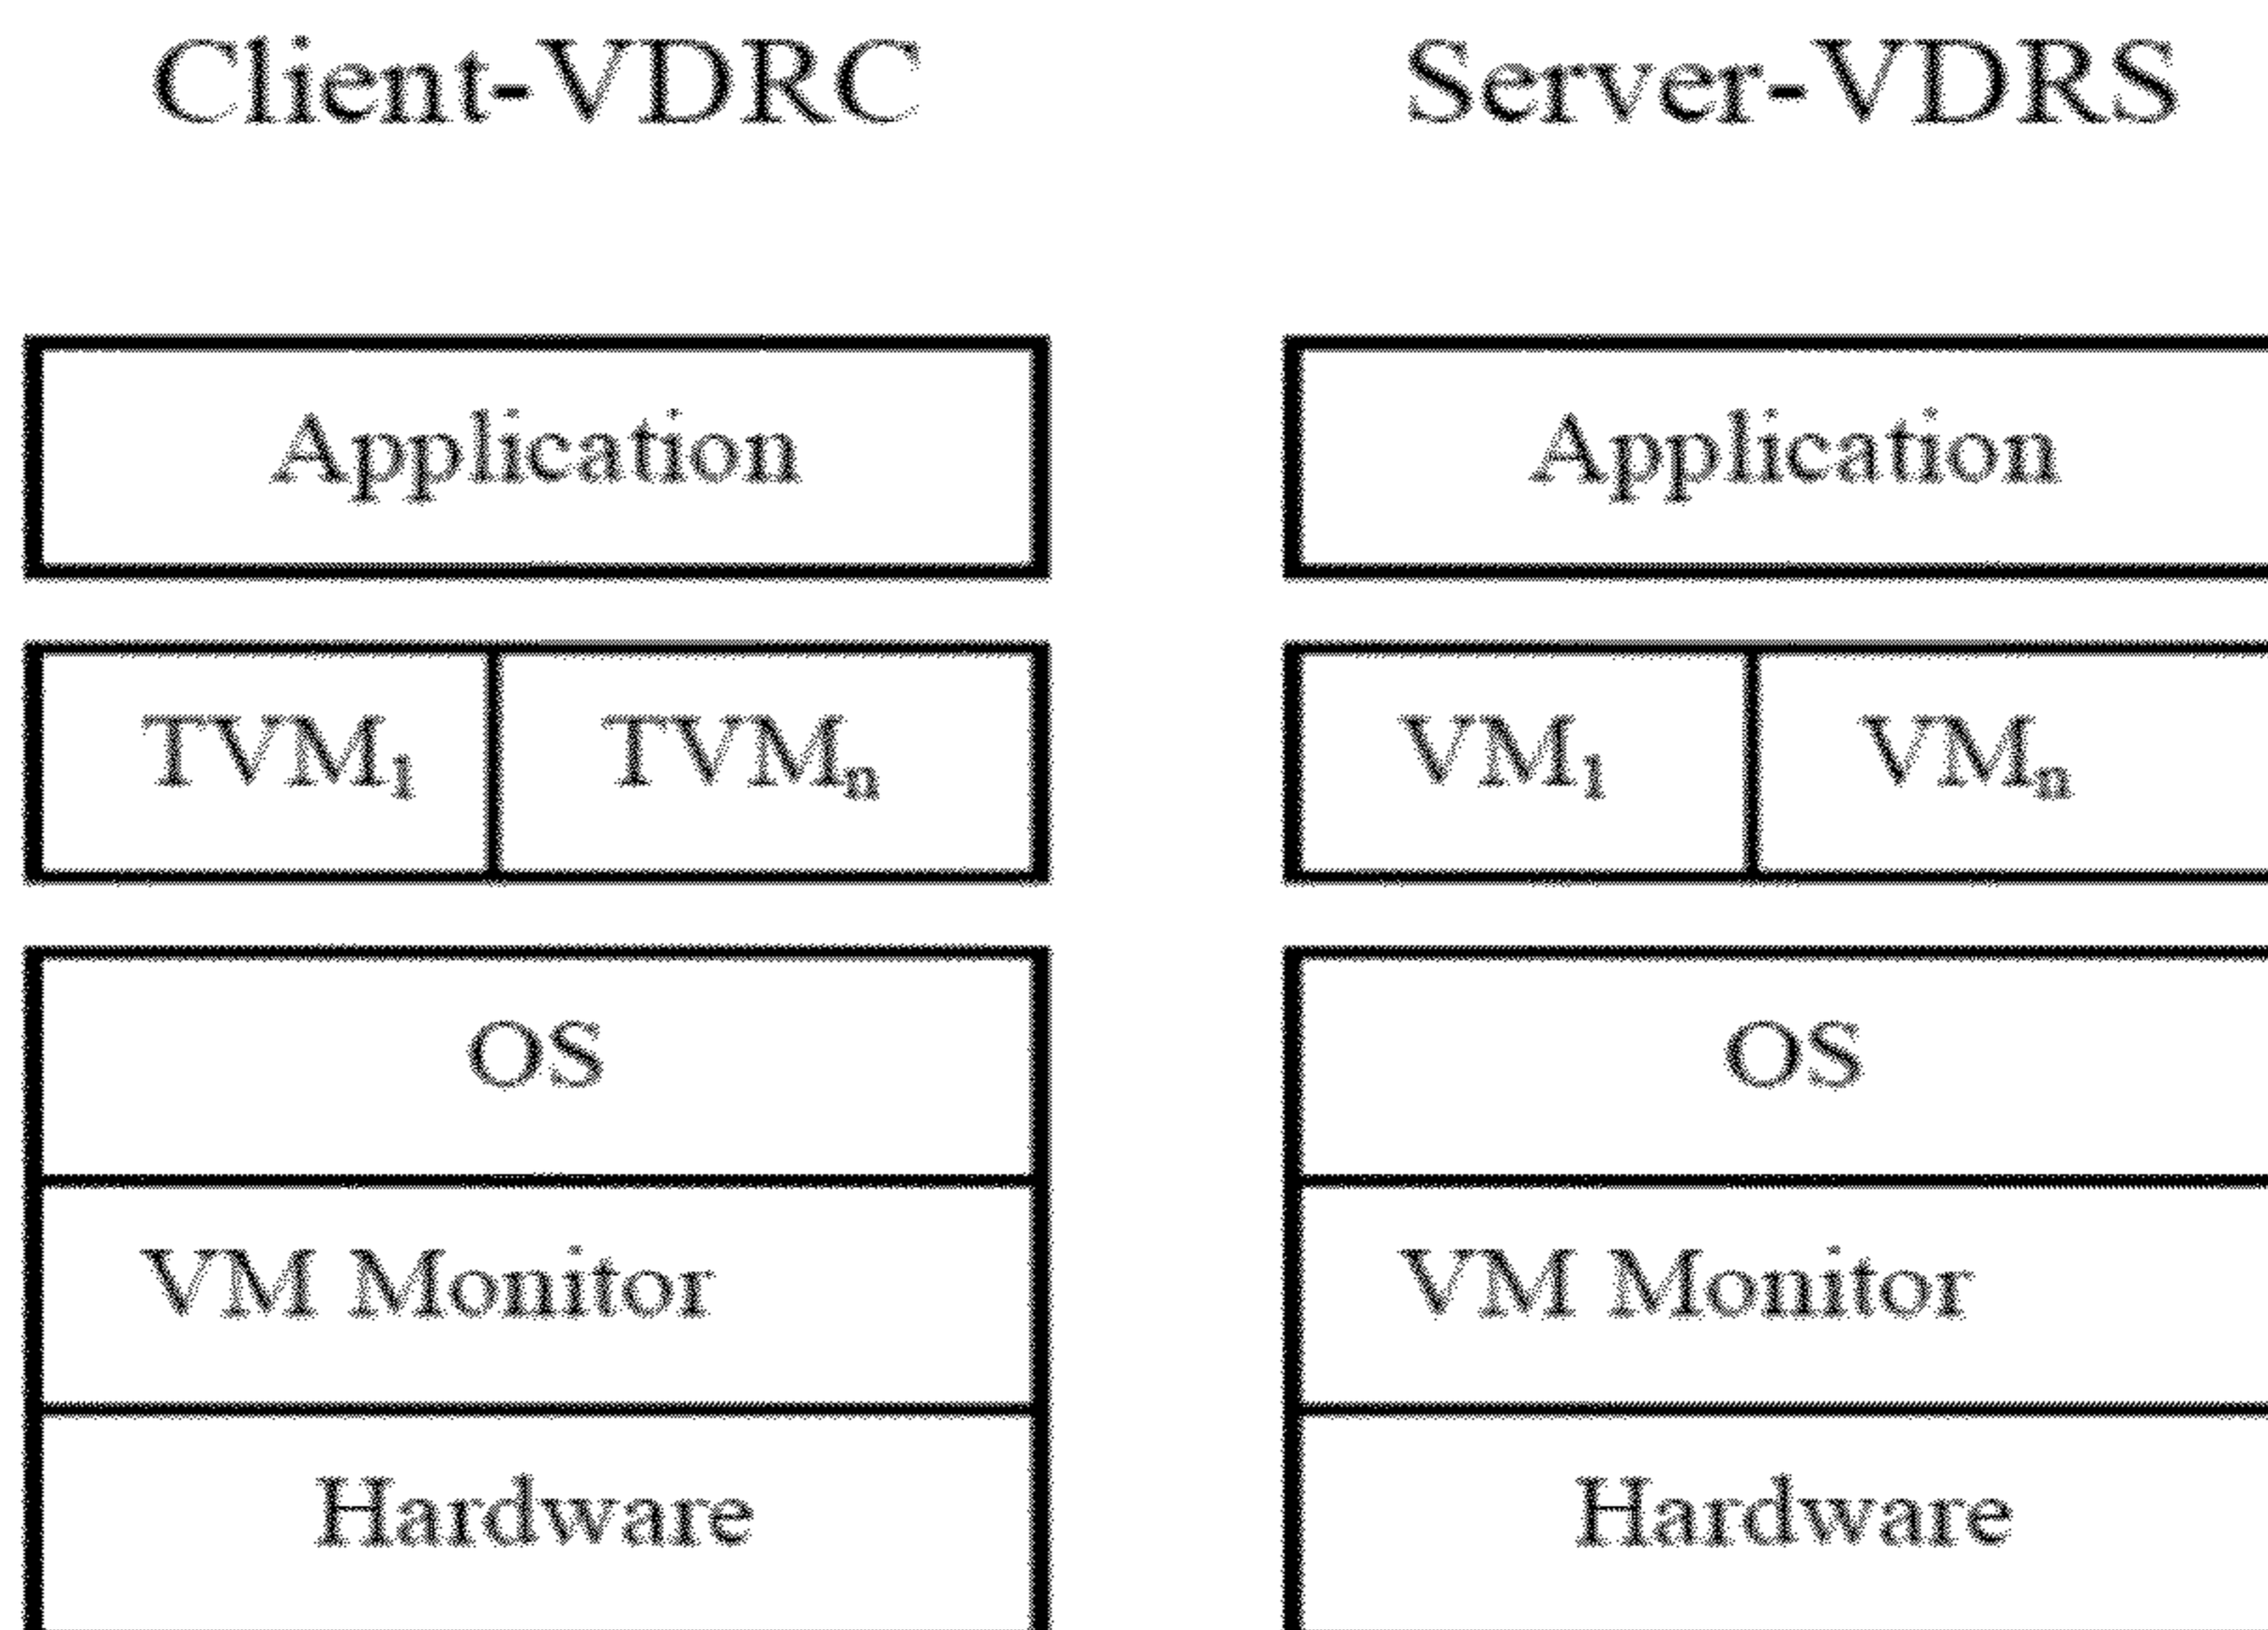 Client-VDRC Server-VDRS
Application Application
TVM₁ TVMₙ VM₁ VMₙ
OS OS
VM Monitor VM Monitor
Hardware Hardware